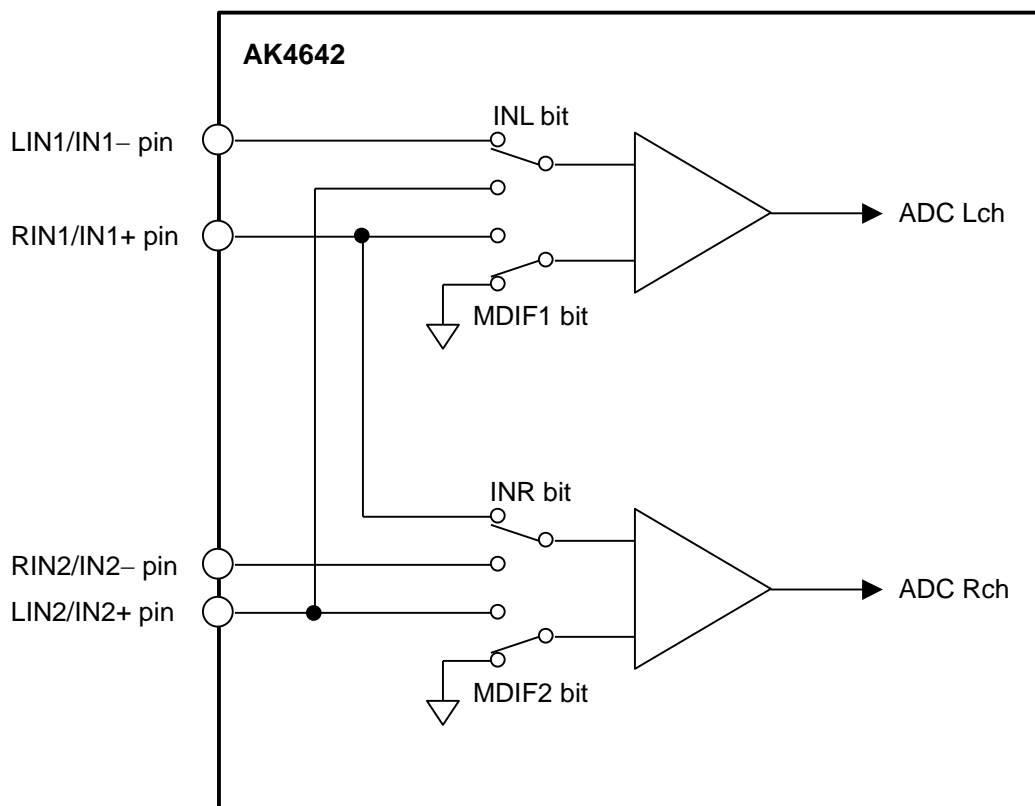 AK4642
INL bit
LIN1/IN1− pin
ADC Lch
RIN1/IN1+ pin
MDIF1 bit
INR bit
RIN2/IN2− pin
ADC Rch
LIN2/IN2+ pin
MDIF2 bit